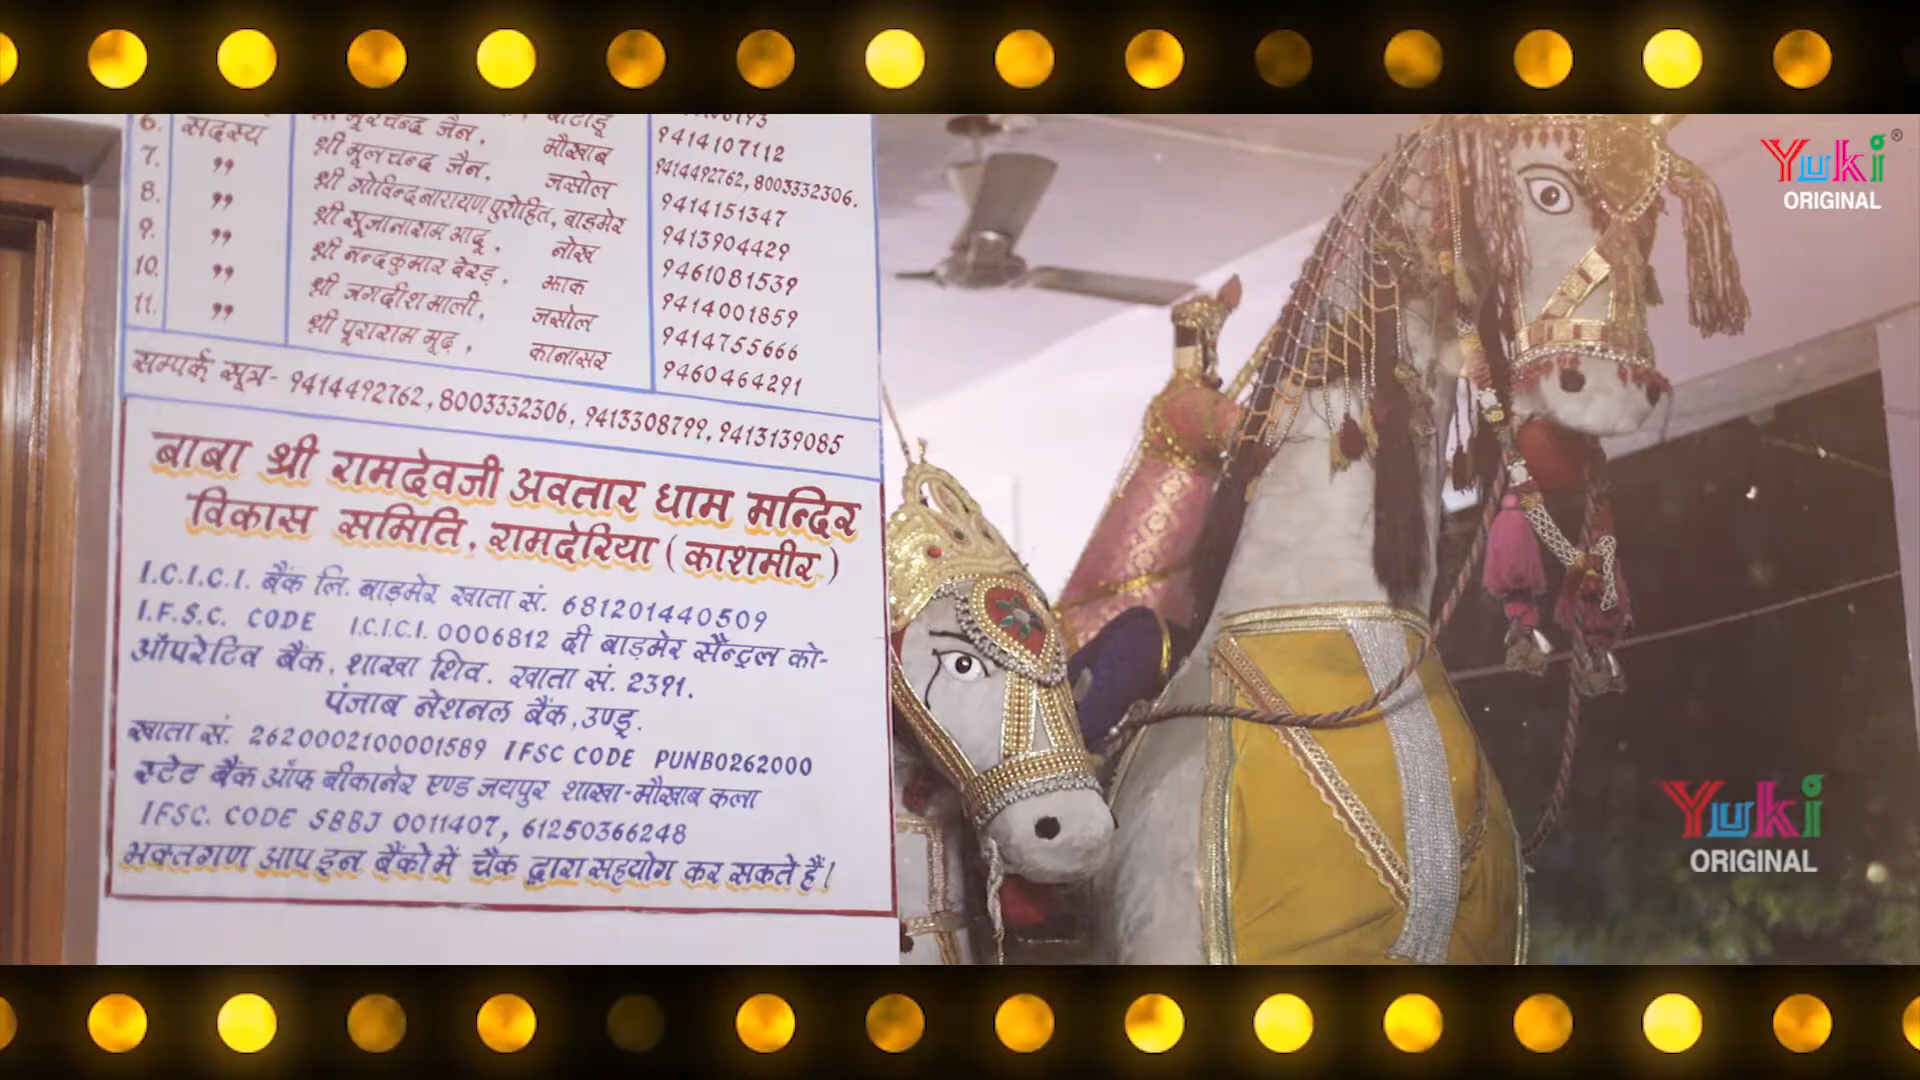 6. सदस्य श्री भूरचन्द जैन, बाटाडू
7. ,, श्री मूलचन्द जैन, मौखाब 9414107112
8. ,, श्री गोविन्दनारायण पुरोहित, जसोल 9414492762, 8003332306.
9. ,, श्री सूजानाराम भादू, बाड़मेर 9414151347
10. ,, श्री नन्दकुमार बेरड़, नोख 9413904429
11. ,, श्री जगदीश माली, झाक 9461081539
श्री पूराराम मूढ़, जसोल 9414001859
कानासर 9414755666
9460464291
सम्पर्क सूत्र- 9414492762, 8003332306, 9413308799, 9413139085
बाबा श्री रामदेवजी अवतार धाम मन्दिर
विकास समिति, रामदेरिया (काशमीर)
I.C.I.C.I. बैंक लि. बाड़मेर खाता सं. 681201440509
I.F.S.C. CODE I.C.I.C.I. 0006812 दी बाड़मेर सैन्ट्रल को-
ऑपरेटिव बैंक, शाखा शिव. खाता सं. 2391.
पंजाब नेशनल बैंक, उण्डू.
खाता सं. 2620002100001589 IFSC CODE PUNB0262000
स्टेट बैंक ऑफ बीकानेर एण्ड जयपुर शाखा-मौखाब कला
IFSC. CODE SBBJ 0011407, 61250366248
भक्तगण आप इन बैंको में चैक द्वारा सहयोग कर सकते हैं।
Yuki®
ORIGINAL
Yuki
ORIGINAL